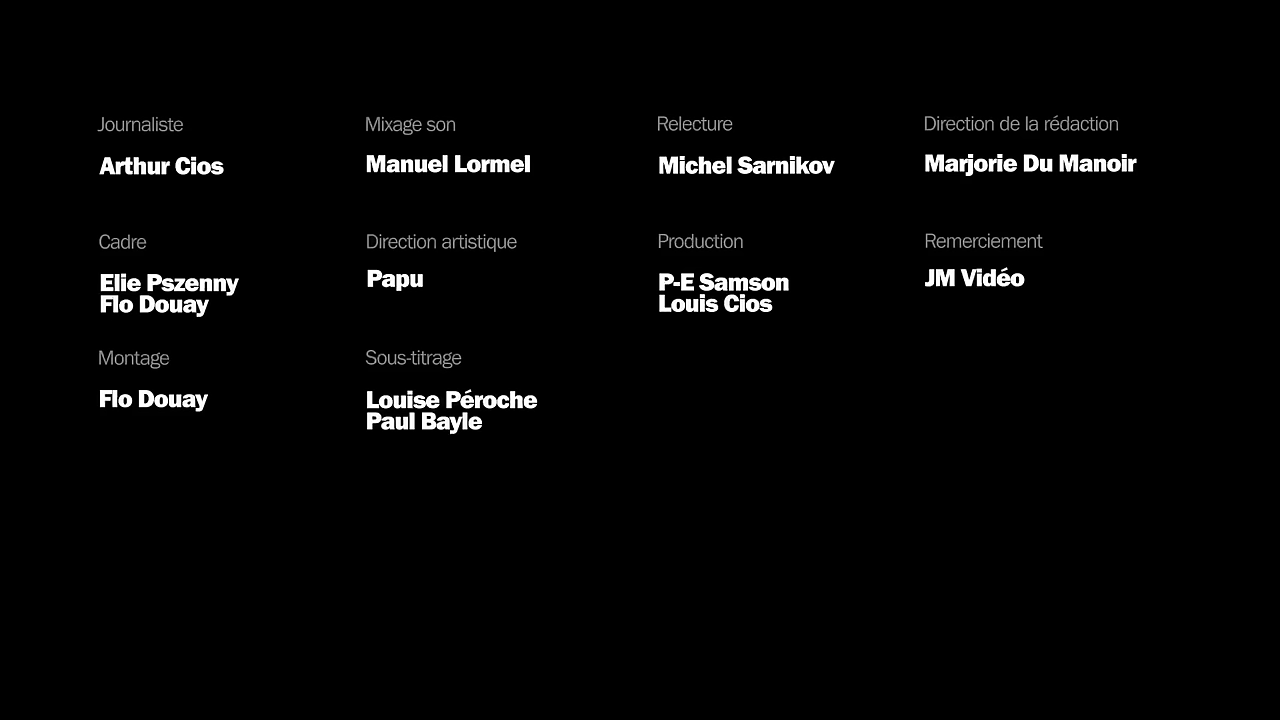 Journaliste
Arthur Cios
Mixage son
Manuel Lormel
Relecture
Michel Sarnikov
Direction de la rédaction
Marjorie Du Manoir
Cadre
Elie Pszenny
Flo Douay
Direction artistique
Papu
Production
P-E Samson
Louis Cios
Remerciement
JM Vidéo
Montage
Flo Douay
Sous-titrage
Louise Péroche
Paul Bayle